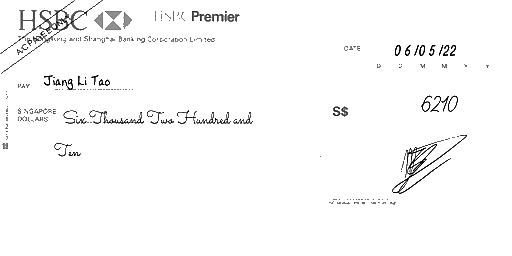 HSBC HSBC Premier
The Hongkong and Shanghai Banking Corporation Limited
AC PAYEE ONLY
DATE 06/05/22
D D M M Y Y
PAY Jiang Li Tao
SINGAPORE DOLLARS Six Thousand Two Hundred and
Ten
S$ 6210